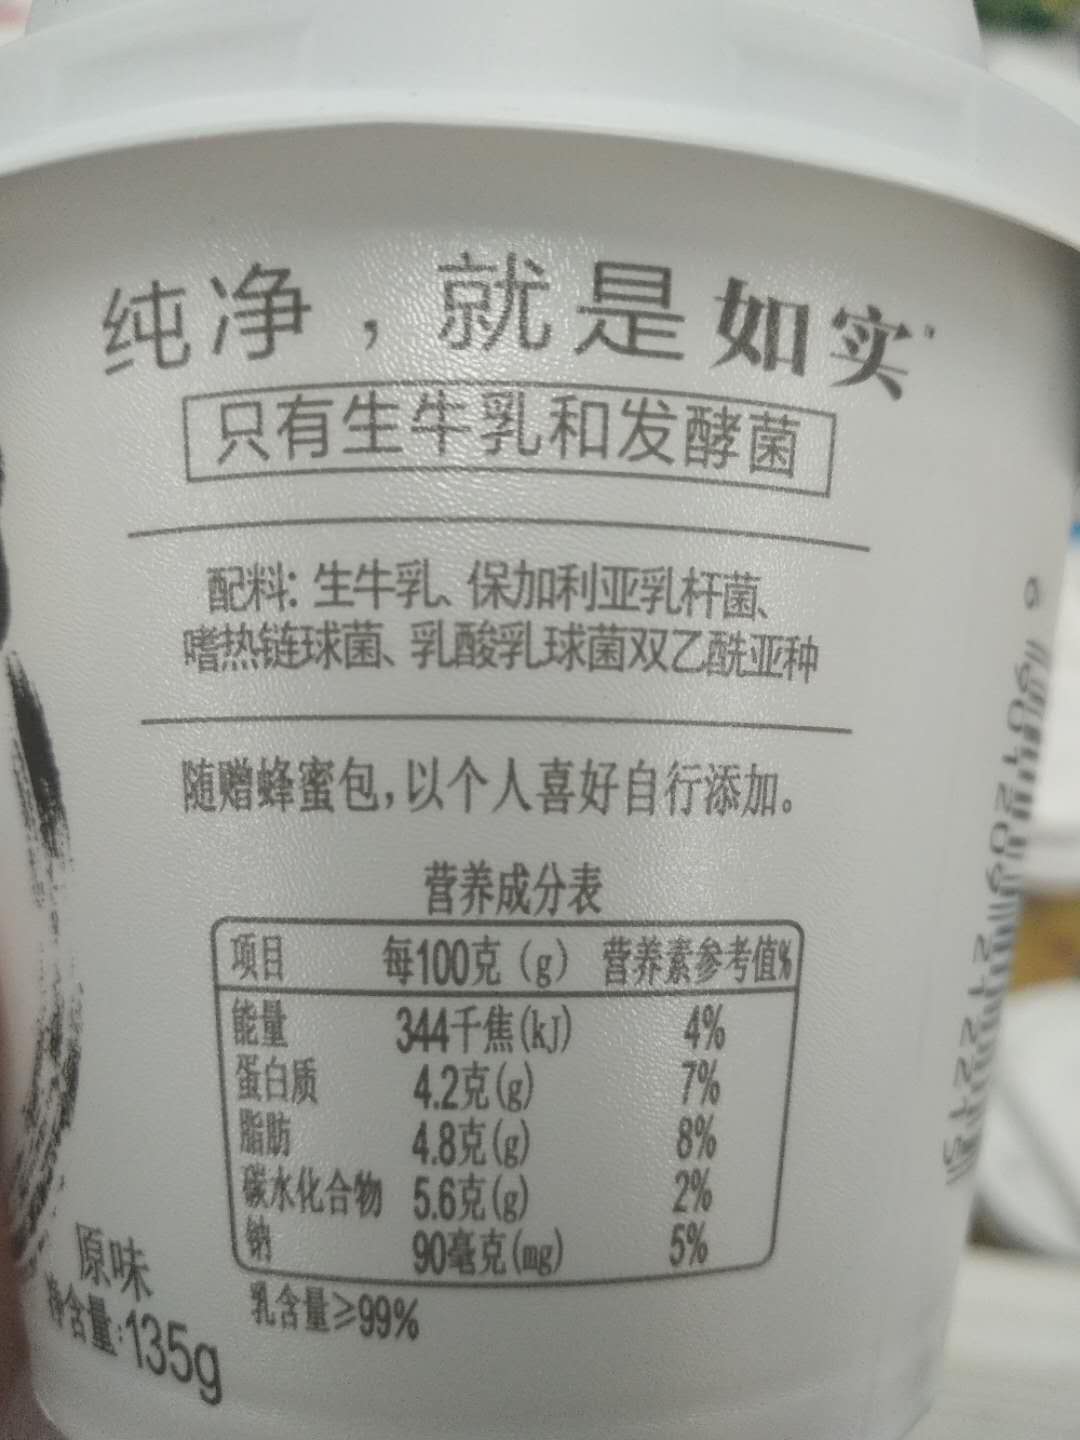 纯净，就是如实
只有生牛乳和发酵菌
配料：生牛乳、保加利亚乳杆菌、
嗜热链球菌、乳酸乳球菌双乙酰亚种
随赠蜂蜜包，以个人喜好自行添加。
营养成分表
项目 每100克（g） 营养素参考值%
能量 344千焦(kJ) 4%
蛋白质 4.2克(g) 7%
脂肪 4.8克(g) 8%
碳水化合物 5.6克(g) 2%
钠 90毫克(mg) 5%
乳含量≥99%
原味
净含量:135g